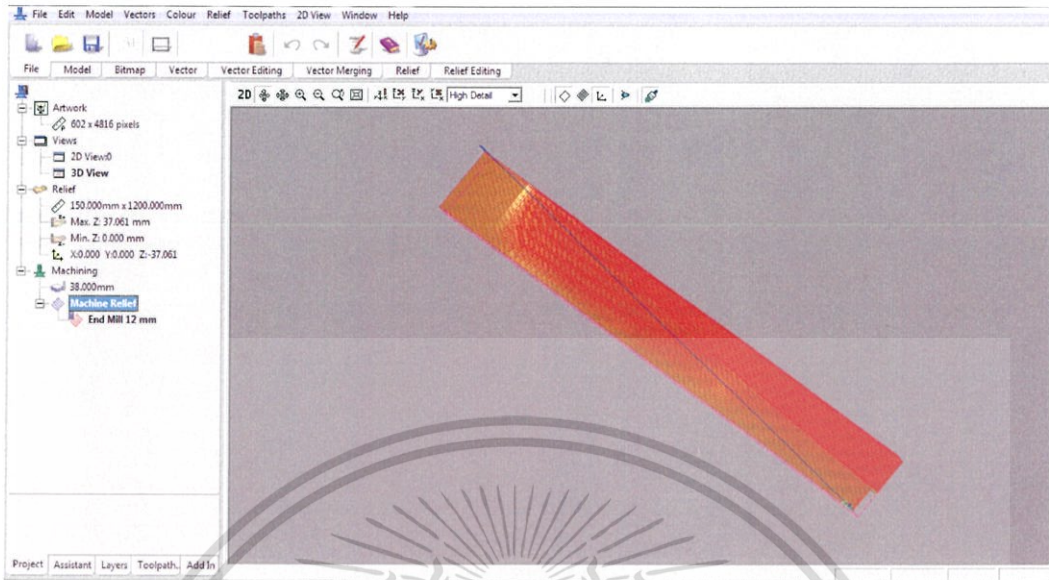 File Edit Model Vectors Colour Relief Toolpaths 2D View Window Help
File Model Bitmap Vector Vector Editing Vector Merging Relief Relief Editing
2D High Detail
Artwork
602 x 4816 pixels
Views
2D View:0
3D View
Relief
150.000mm x 1200.000mm
Max. Z: 37.061 mm
Min. Z: 0.000 mm
X:0.000 Y:0.000 Z:-37.061
Machining
38.000mm
Machine Relief
End Mill 12 mm
Project Assistant Layers Toolpath. Add In